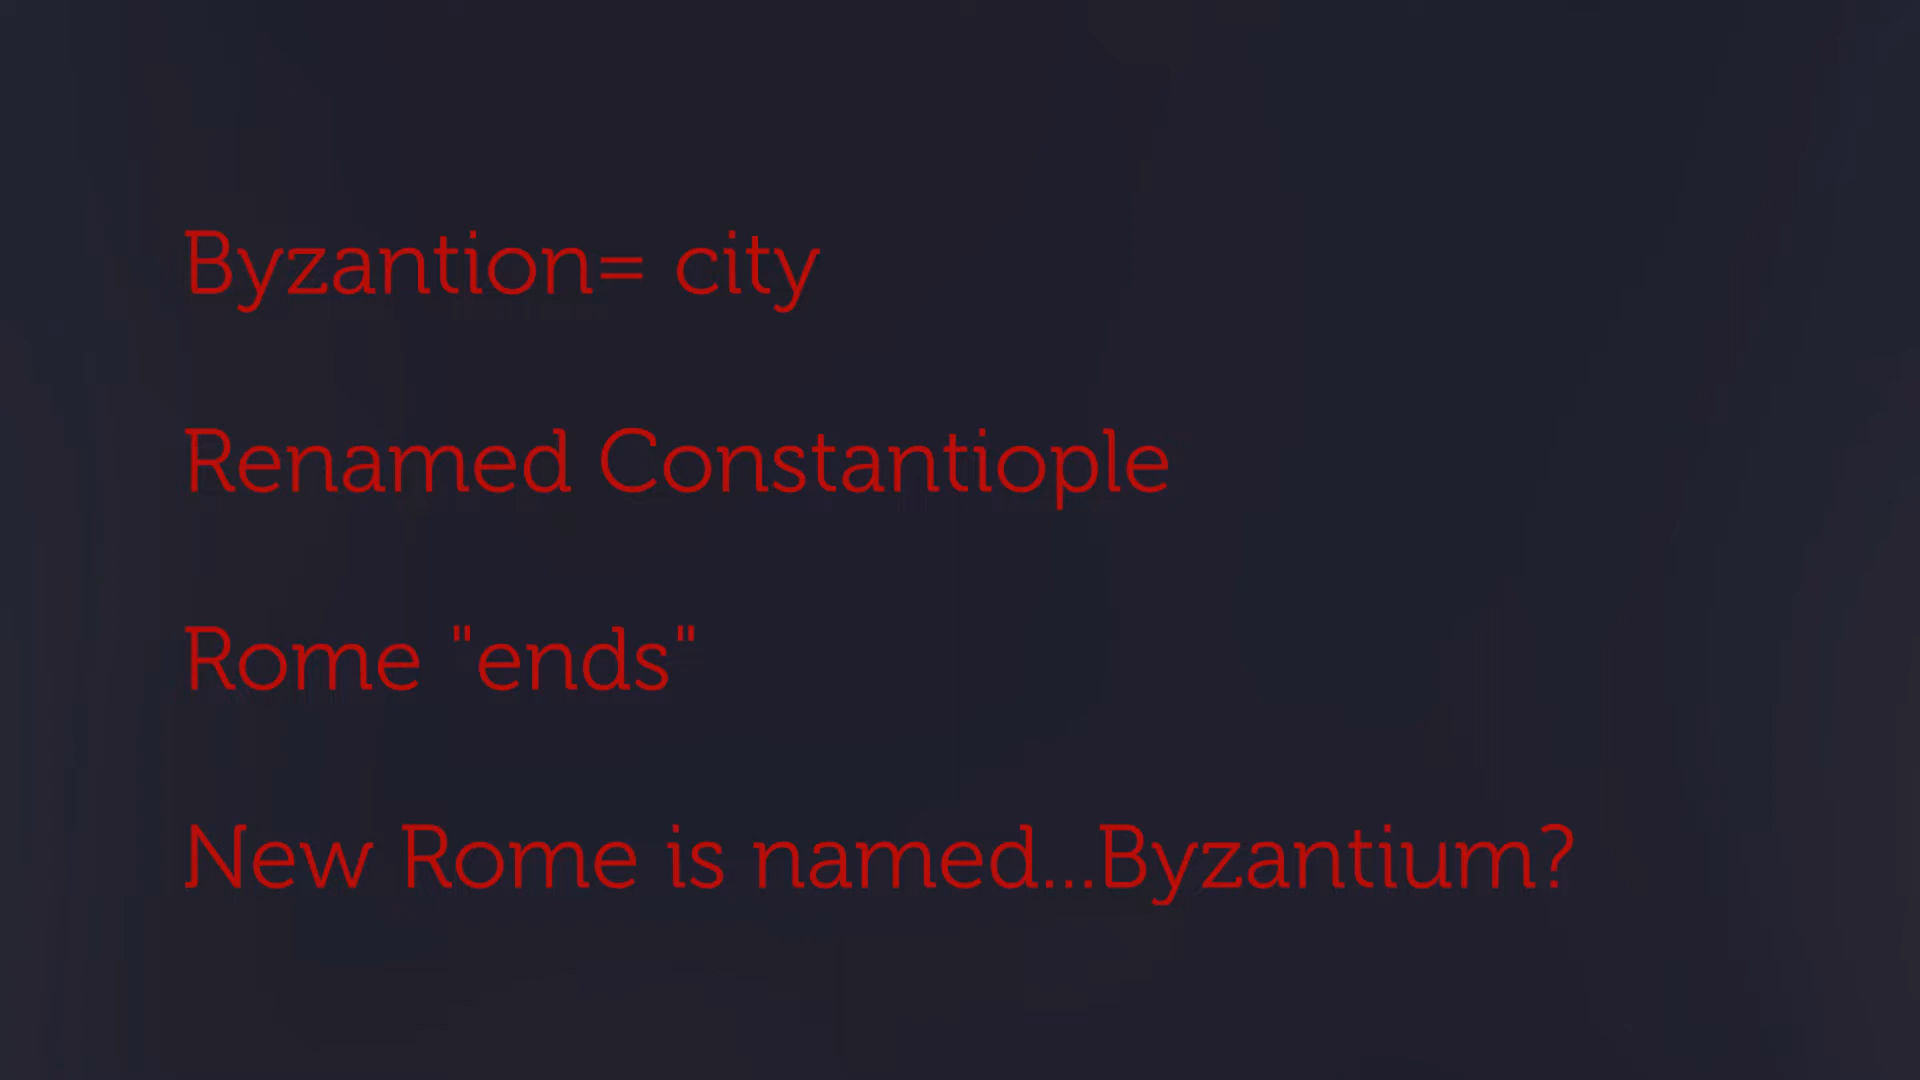 Byzantion= city
Renamed Constantiople
Rome "ends"
New Rome is named...Byzantium?